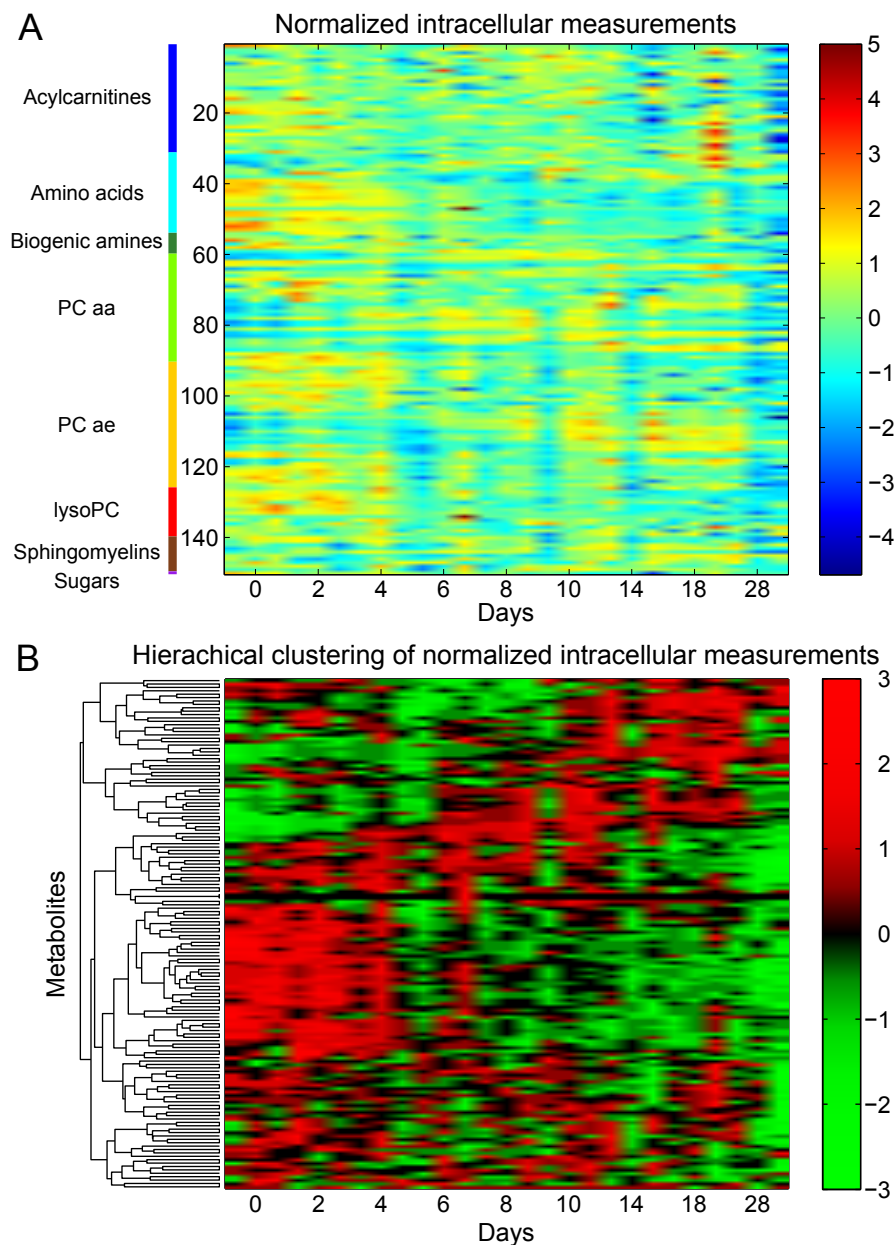 A
Normalized intracellular measurements
Acylcarnitines
Amino acids
Biogenic amines
PC aa
PC ae
lysoPC
Sphingomyelins
Sugars
20
40
60
80
100
120
140
0 2 4 6 8 10 14 18 28
Days
5
4
3
2
1
0
−1
−2
−3
−4
B
Hierachical clustering of normalized intracellular measurements
Metabolites
0 2 4 6 8 10 14 18 28
Days
3
2
1
0
−1
−2
−3